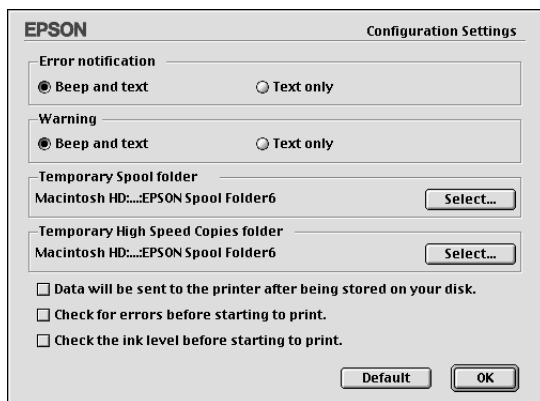 EPSON Configuration Settings
Error notification
Beep and text Text only
Warning
Beep and text Text only
Temporary Spool folder
Macintosh HD:...:EPSON Spool Folder6 Select...
Temporary High Speed Copies folder
Macintosh HD:...:EPSON Spool Folder6 Select...
Data will be sent to the printer after being stored on your disk.
Check for errors before starting to print.
Check the ink level before starting to print.
Default OK